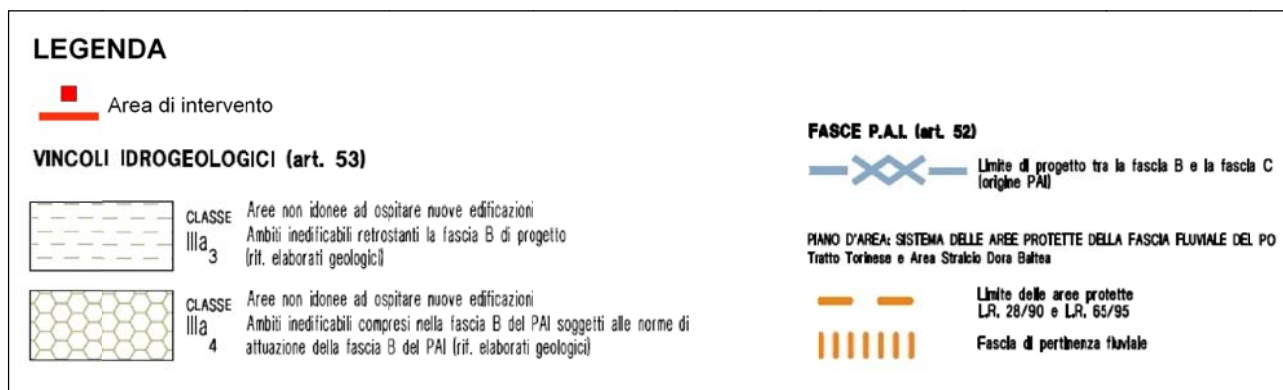 LEGENDA
Area di intervento
VINCOLI IDROGEOLOGICI (art. 53)
CLASSE
IIIa
3
Aree non idonee ad ospitare nuove edificazioni
Ambiti inedificabili retrostanti la fascia B di progetto
(rif. elaborati geologici)
CLASSE
IIIa
4
Aree non idonee ad ospitare nuove edificazioni
Ambiti inedificabili compresi nella fascia B del PAI soggetti alle norme di
attuazione della fascia B del PAI (rif. elaborati geologici)
FASCE P.A.I. (art. 52)
Limite di progetto tra la fascia B e la fascia C
(origine PAI)
PIANO D'AREA: SISTEMA DELLE AREE PROTETTE DELLA FASCIA FLUVIALE DEL PO
Tratto Torinese e Area Stralcio Dora Baltea
Limite delle aree protette
L.R. 28/90 e L.R. 65/95
Fascia di pertinenza fluviale